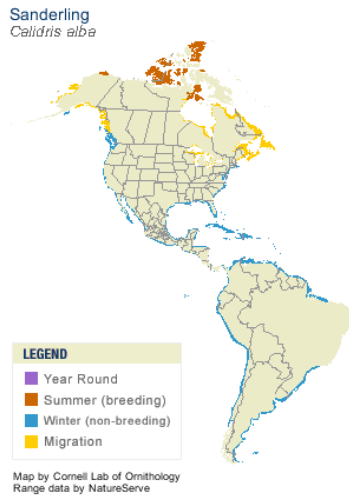 Sanderling
Calidris alba
LEGEND
Year Round
Summer (breeding)
Winter (non-breeding)
Migration
Map by Cornell Lab of Ornithology
Range data by NatureServe